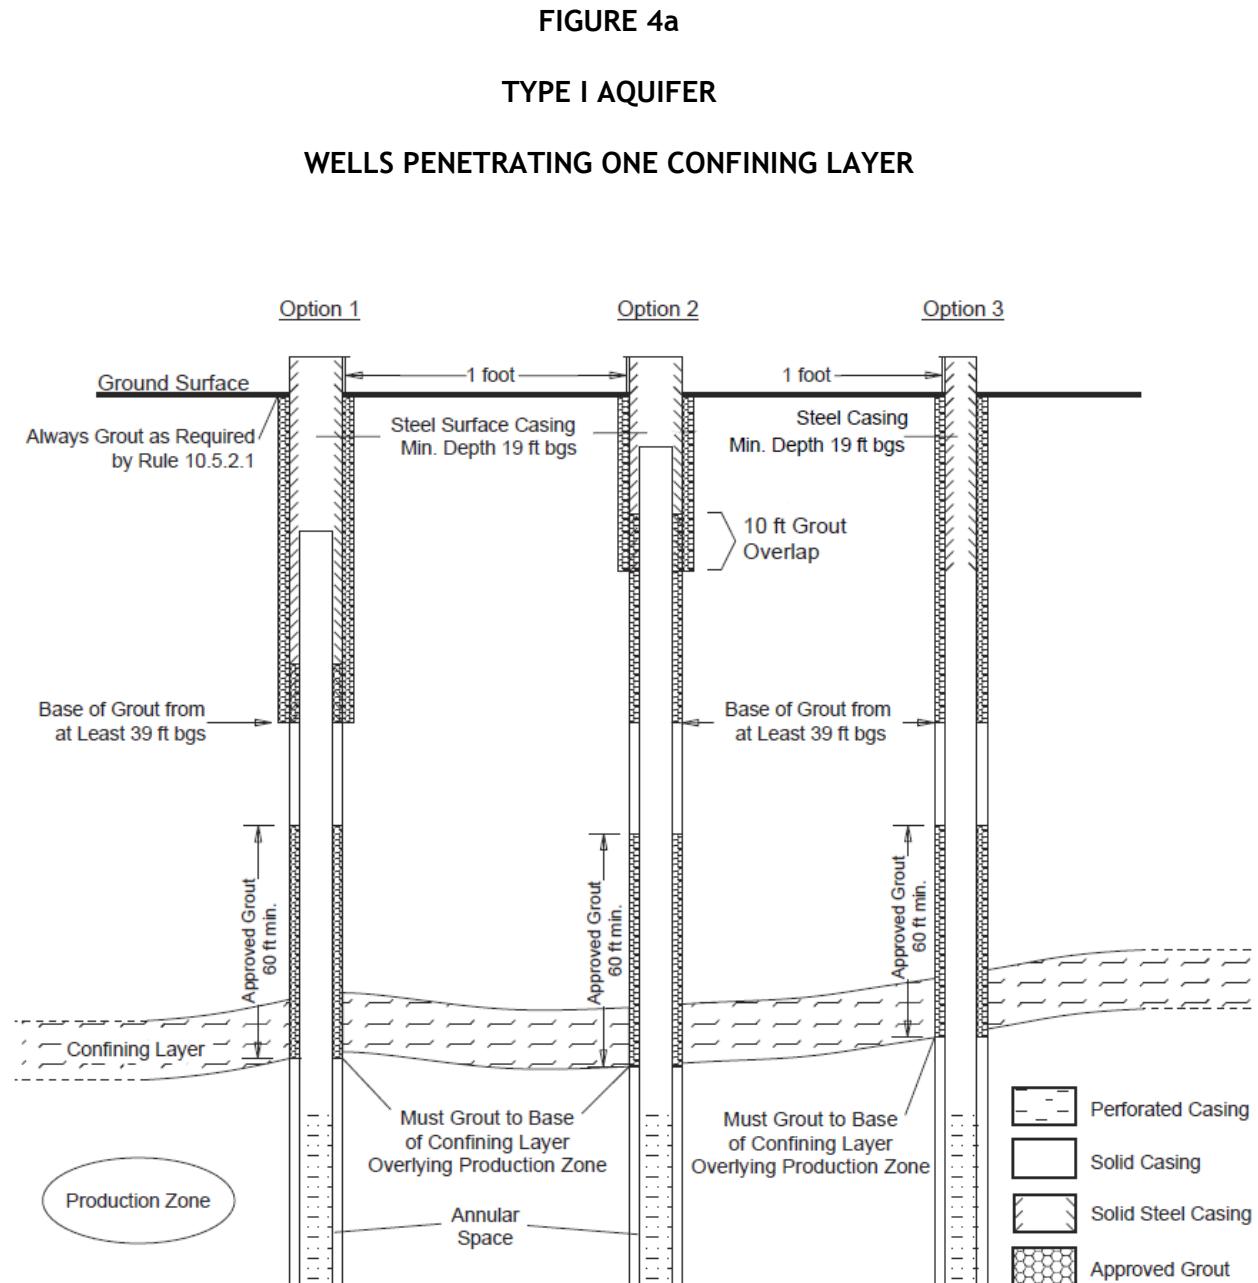 FIGURE 4a
TYPE I AQUIFER
WELLS PENETRATING ONE CONFINING LAYER
Option 1
Option 2
Option 3
Ground Surface
1 foot
1 foot
Always Grout as Required
by Rule 10.5.2.1
Steel Surface Casing
Min. Depth 19 ft bgs
Steel Casing
Min. Depth 19 ft bgs
10 ft Grout
Overlap
Base of Grout from
at Least 39 ft bgs
Base of Grout from
at Least 39 ft bgs
Approved Grout
60 ft min.
Approved Grout
60 ft min.
Approved Grout
60 ft min.
Confining Layer
Must Grout to Base
of Confining Layer
Overlying Production Zone
Must Grout to Base
of Confining Layer
Overlying Production Zone
Production Zone
Annular
Space
Perforated Casing
Solid Casing
Solid Steel Casing
Approved Grout